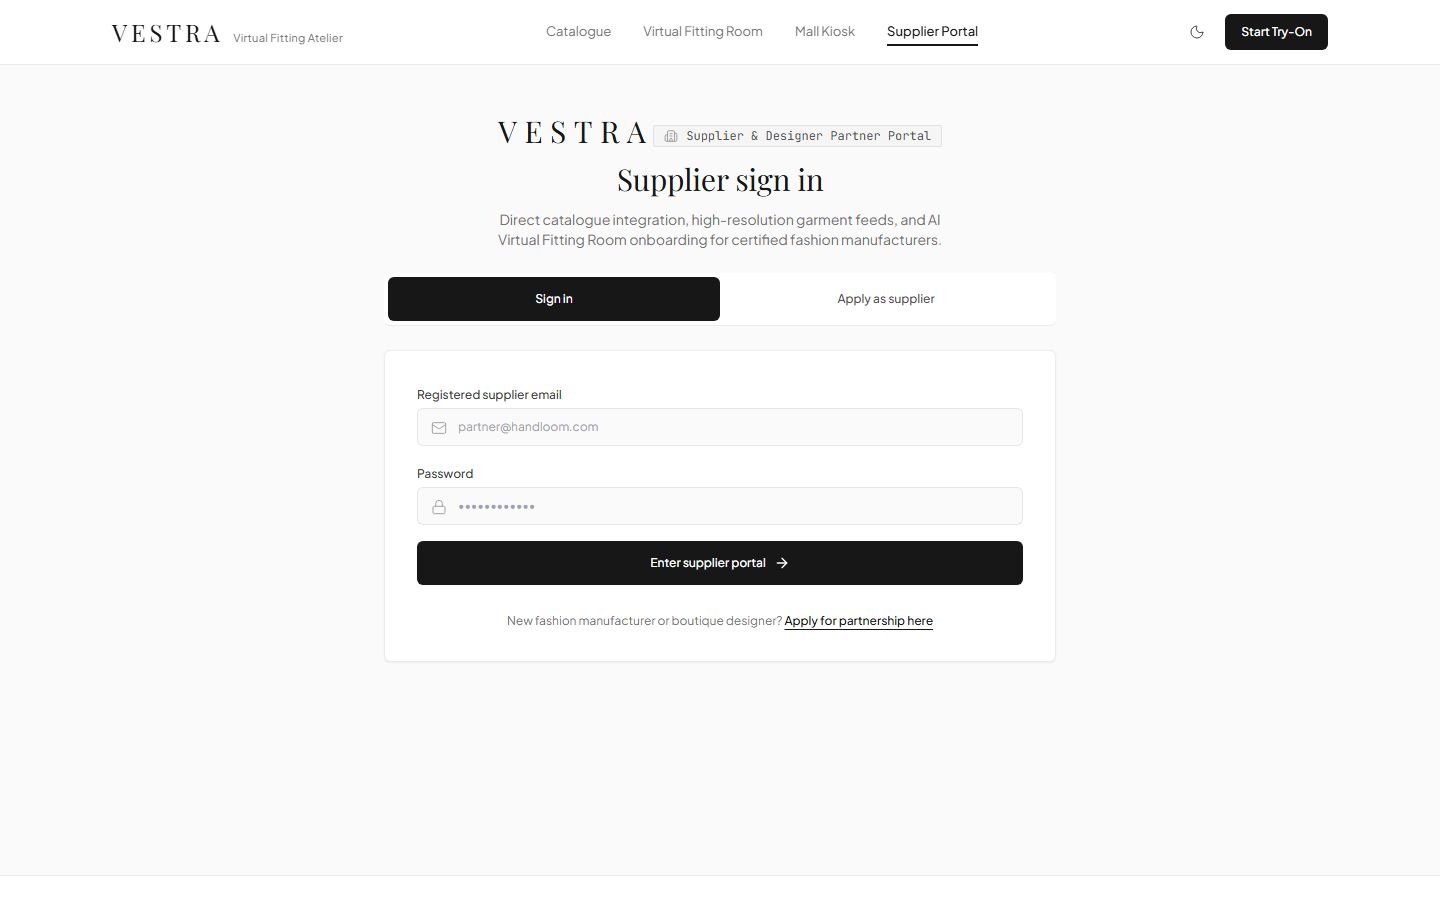 VESTRA Virtual Fitting Atelier
Catalogue Virtual Fitting Room Mall Kiosk Supplier Portal
Start Try-On
VESTRA Supplier & Designer Partner Portal
Supplier sign in
Direct catalogue integration, high-resolution garment feeds, and AI
Virtual Fitting Room onboarding for certified fashion manufacturers.
Sign in
Apply as supplier
Registered supplier email
partner@handloom.com
Password
••••••••••••
Enter supplier portal
New fashion manufacturer or boutique designer? Apply for partnership here